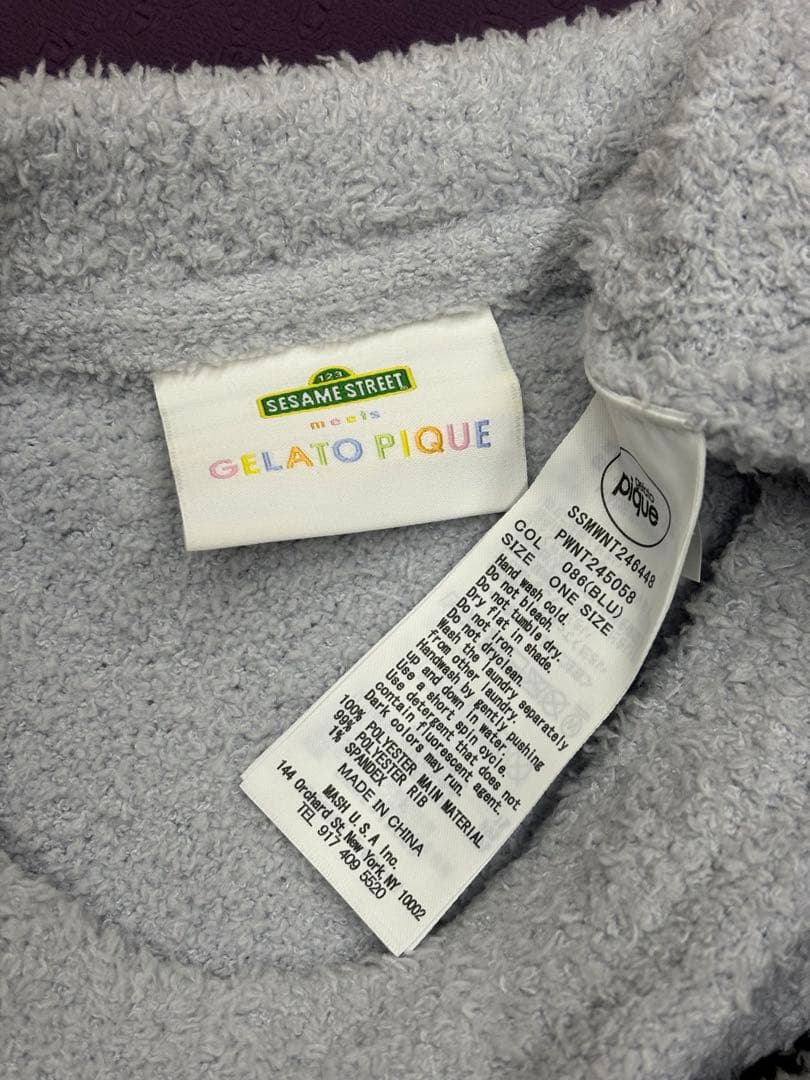 123
SESAME STREET
meets
GELATO PIQUE
gelato
pique
SSMWNT246448
PWNT245058
COL 086(BLU)
SIZE ONE SIZE
Hand wash cold.
Do not bleach.
Do not tumble dry.
Dry flat in shade.
Do not iron.
Do not dryclean.
Wash the laundry separately
from other laundry.
Handwash by gently pushing
up and down in water.
Use a short spin cycle.
Use detergent that does not
contain fluorescent agent.
Dark colors may run.
100% POLYESTER MAIN MATERIAL
99% POLYESTER RIB
1% SPANDEX
MADE IN CHINA
MASH U.S.A Inc.
144 Orchard St, New York, NY 10002
TEL 917 409 5520